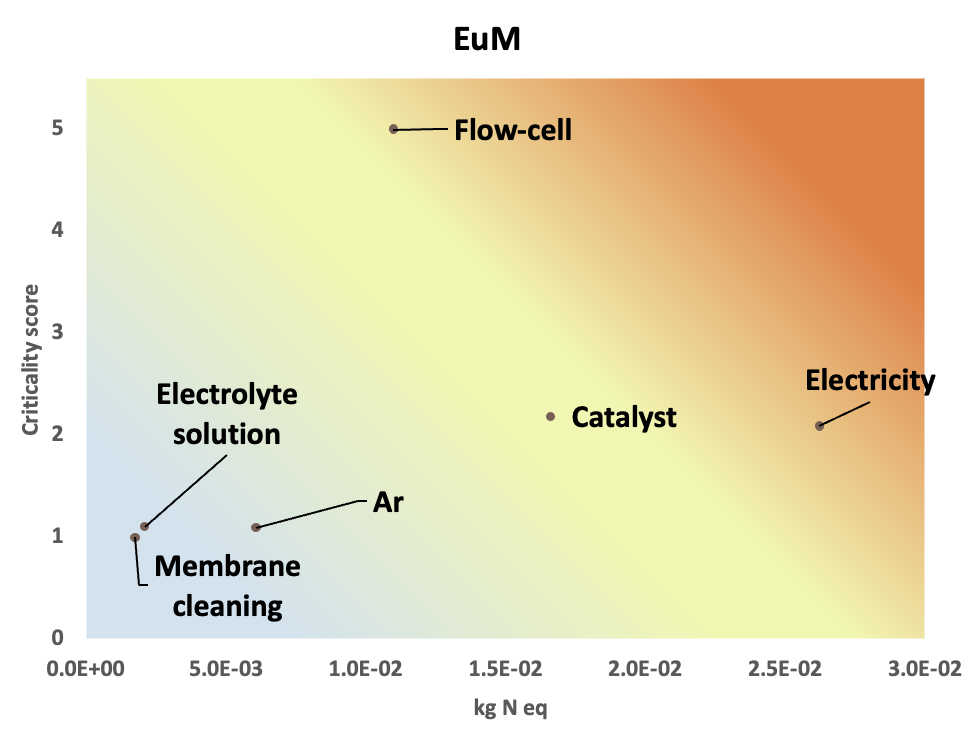 EuM
5
Flow-cell
4
3
Criticality score
Electrolyte
solution
Electricity
2
Catalyst
Ar
1
Membrane
cleaning
0
0.0E+00 5.0E-03 1.0E-02 1.5E-02 2.0E-02 2.5E-02 3.0E-02
kg N eq